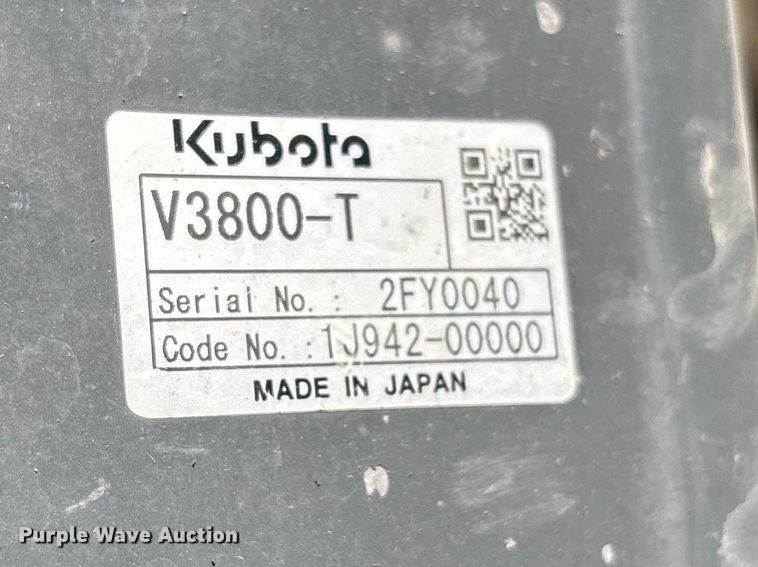 Kubota
V3800-T
Serial No. : 2FY0040
Code No. :1J942-00000
MADE IN JAPAN
Purple Wave Auction